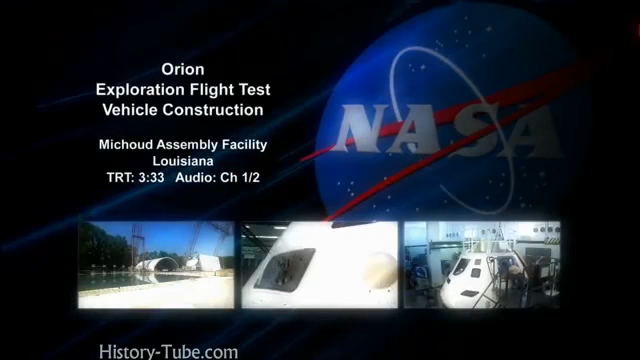 Orion
Exploration Flight Test
Vehicle Construction
Michoud Assembly Facility
Louisiana
TRT: 3:33   Audio: Ch 1/2
NASA
History-Tube.com